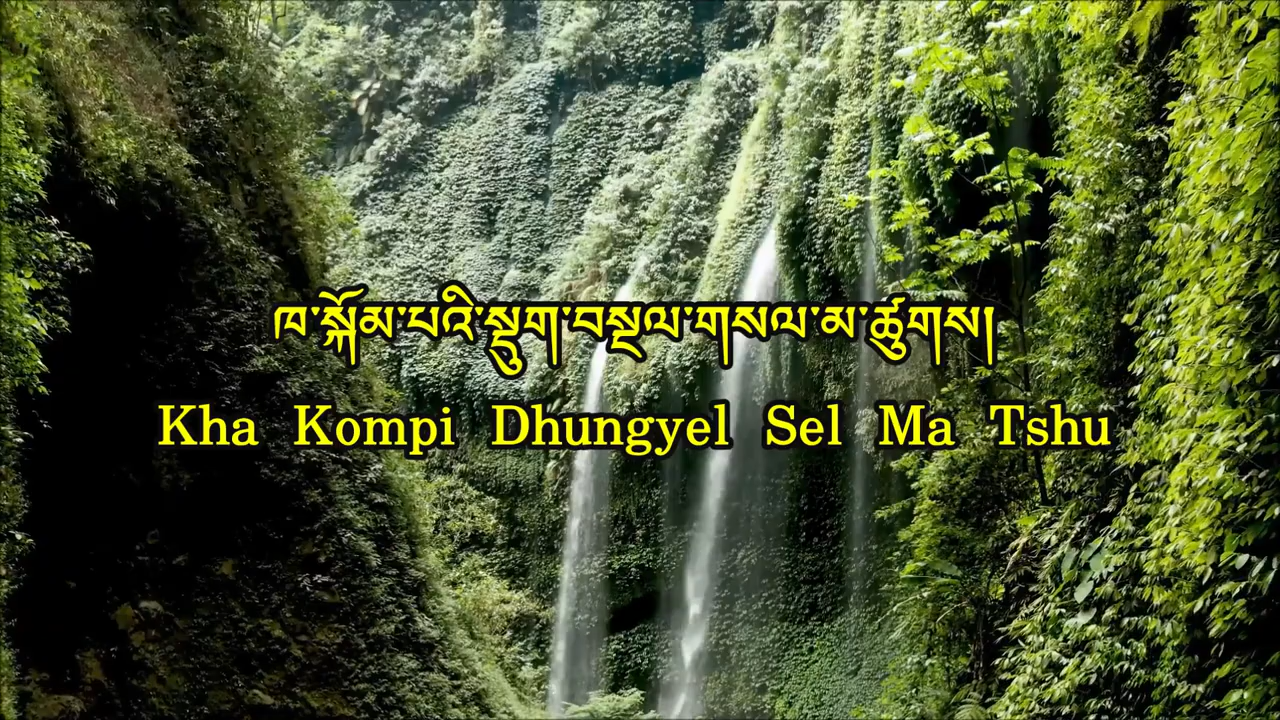 ཁ་སྐོམ་པའི་སྡུག་བསྔལ་གསལ་མ་ཚུགས།
Kha Kompi Dhungyel Sel Ma Tshu